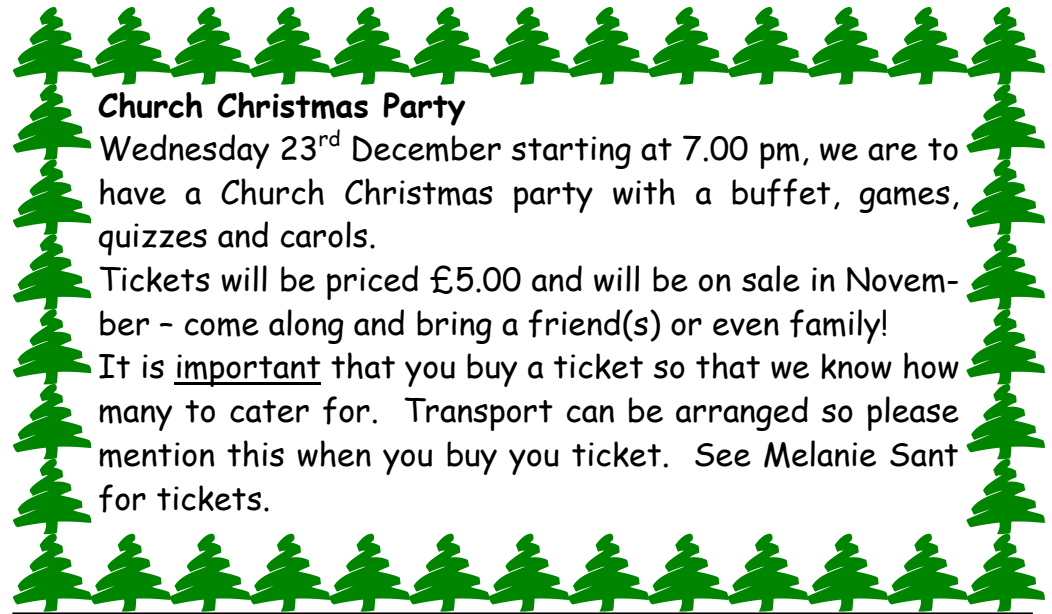 Church Christmas Party
Wednesday 23rd December starting at 7.00 pm, we are to
have a Church Christmas party with a buffet, games,
quizzes and carols.
Tickets will be priced £5.00 and will be on sale in Novem-
ber – come along and bring a friend(s) or even family!
It is important that you buy a ticket so that we know how
many to cater for.  Transport can be arranged so please
mention this when you buy you ticket.  See Melanie Sant
for tickets.